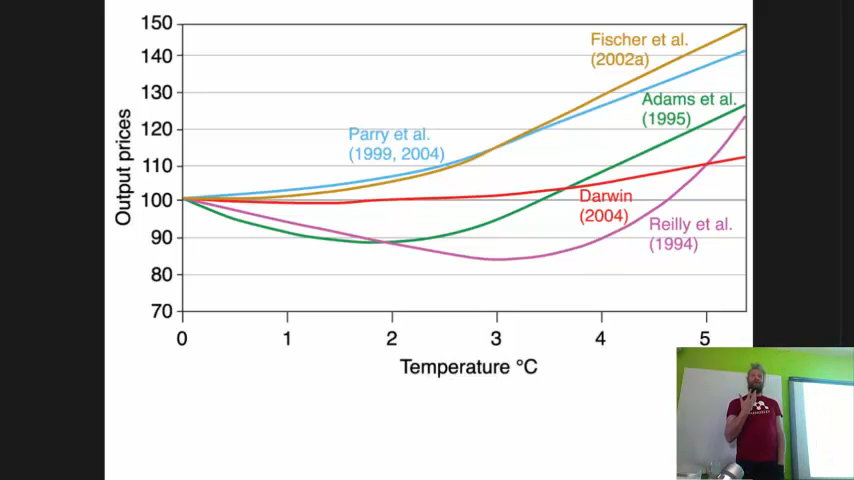 150
140
130
120
110
100
90
80
70
Output prices
Fischer et al.
(2002a)
Adams et al.
(1995)
Parry et al.
(1999, 2004)
Darwin
(2004)
Reilly et al.
(1994)
0 1 2 3 4 5
Temperature °C